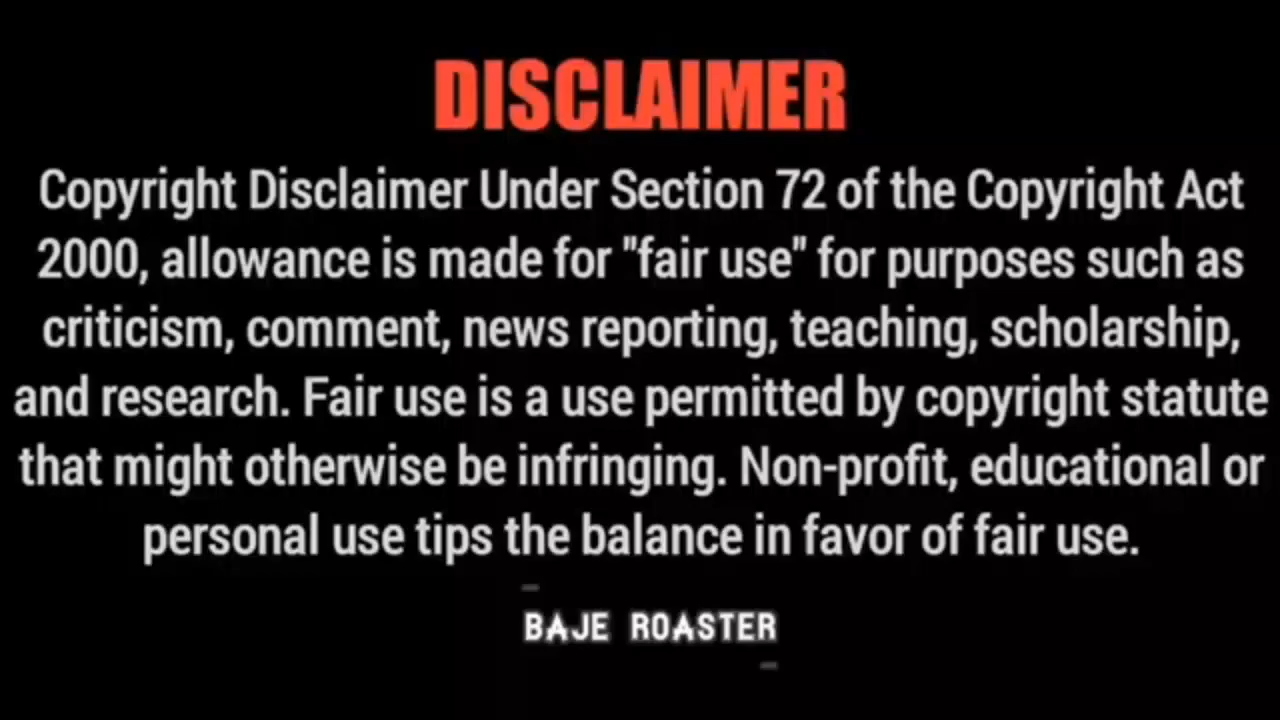 DISCLAIMER
Copyright Disclaimer Under Section 72 of the Copyright Act
2000, allowance is made for "fair use" for purposes such as
criticism, comment, news reporting, teaching, scholarship,
and research. Fair use is a use permitted by copyright statute
that might otherwise be infringing. Non-profit, educational or
personal use tips the balance in favor of fair use.
BAJE ROASTER